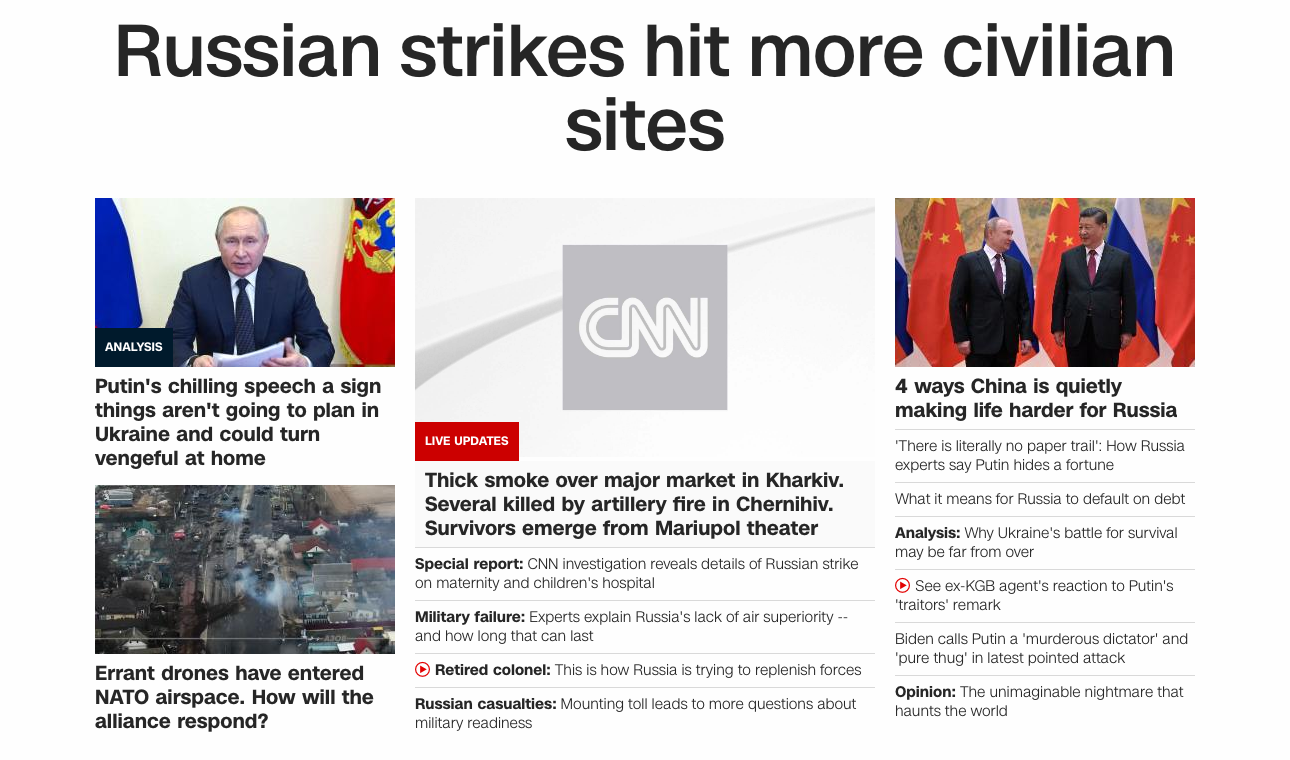 Russian strikes hit more civilian
sites
ANALYSIS
Putin's chilling speech a sign
things aren't going to plan in
Ukraine and could turn
vengeful at home
AЗОВ
Errant drones have entered
NATO airspace. How will the
alliance respond?
CNN
LIVE UPDATES
Thick smoke over major market in Kharkiv.
Several killed by artillery fire in Chernihiv.
Survivors emerge from Mariupol theater
Special report: CNN investigation reveals details of Russian strike
on maternity and children's hospital
Military failure: Experts explain Russia's lack of air superiority --
and how long that can last
Retired colonel: This is how Russia is trying to replenish forces
Russian casualties: Mounting toll leads to more questions about
military readiness
4 ways China is quietly
making life harder for Russia
'There is literally no paper trail': How Russia
experts say Putin hides a fortune
What it means for Russia to default on debt
Analysis: Why Ukraine's battle for survival
may be far from over
See ex-KGB agent's reaction to Putin's
'traitors' remark
Biden calls Putin a 'murderous dictator' and
'pure thug' in latest pointed attack
Opinion: The unimaginable nightmare that
haunts the world